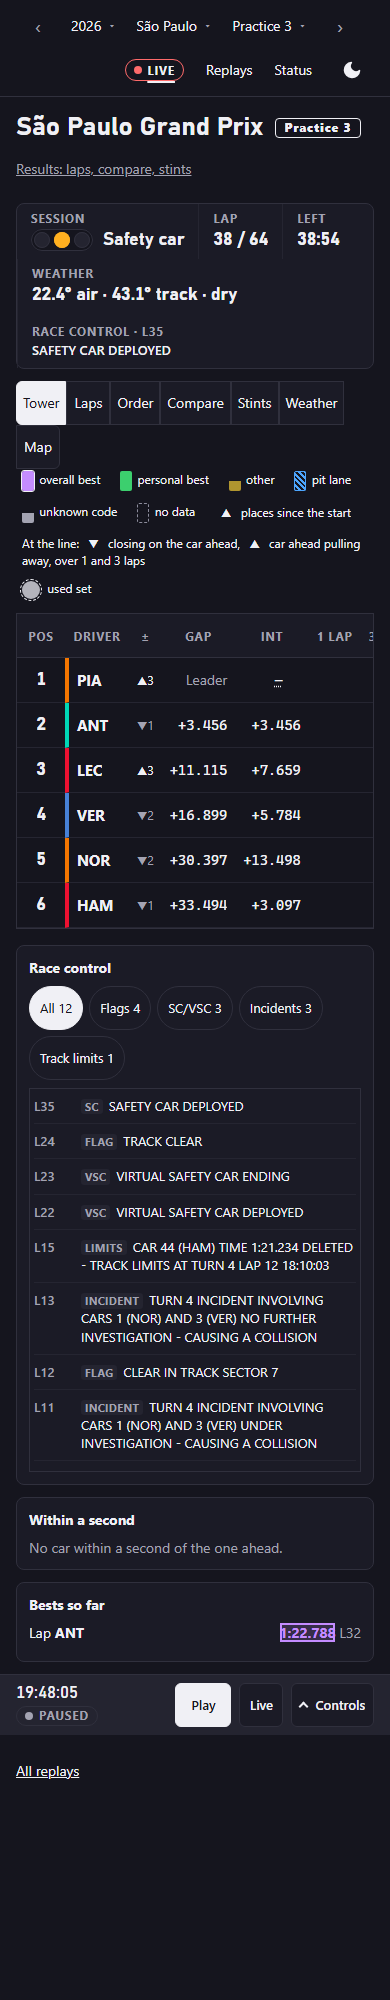 ‹ 2026 São Paulo Practice 3 ›
LIVE Replays Status
São Paulo Grand Prix Practice 3
Results: laps, compare, stints
SESSION LAP LEFT
Safety car 38 / 64 38:54
WEATHER
22.4° air · 43.1° track · dry
RACE CONTROL · L35
SAFETY CAR DEPLOYED
Tower Laps Order Compare Stints Weather
Map
overall best personal best other pit lane
unknown code no data ▲ places since the start
At the line: ▼ closing on the car ahead, ▲ car ahead pulling
away, over 1 and 3 laps
used set
POS DRIVER ± GAP INT 1 LAP
1 PIA ▲3 Leader –
2 ANT ▼1 +3.456 +3.456
3 LEC ▲3 +11.115 +7.659
4 VER ▼2 +16.899 +5.784
5 NOR ▼2 +30.397 +13.498
6 HAM ▼1 +33.494 +3.097
Race control
All 12 Flags 4 SC/VSC 3 Incidents 3
Track limits 1
L35 SC SAFETY CAR DEPLOYED
L24 FLAG TRACK CLEAR
L23 VSC VIRTUAL SAFETY CAR ENDING
L22 VSC VIRTUAL SAFETY CAR DEPLOYED
L15 LIMITS CAR 44 (HAM) TIME 1:21.234 DELETED
- TRACK LIMITS AT TURN 4 LAP 12 18:10:03
L13 INCIDENT TURN 4 INCIDENT INVOLVING
CARS 1 (NOR) AND 3 (VER) NO FURTHER
INVESTIGATION - CAUSING A COLLISION
L12 FLAG CLEAR IN TRACK SECTOR 7
L11 INCIDENT TURN 4 INCIDENT INVOLVING
CARS 1 (NOR) AND 3 (VER) UNDER
INVESTIGATION - CAUSING A COLLISION
Within a second
No car within a second of the one ahead.
Bests so far
Lap ANT 1:22.788 L32
19:48:05
PAUSED
Play Live Controls
All replays